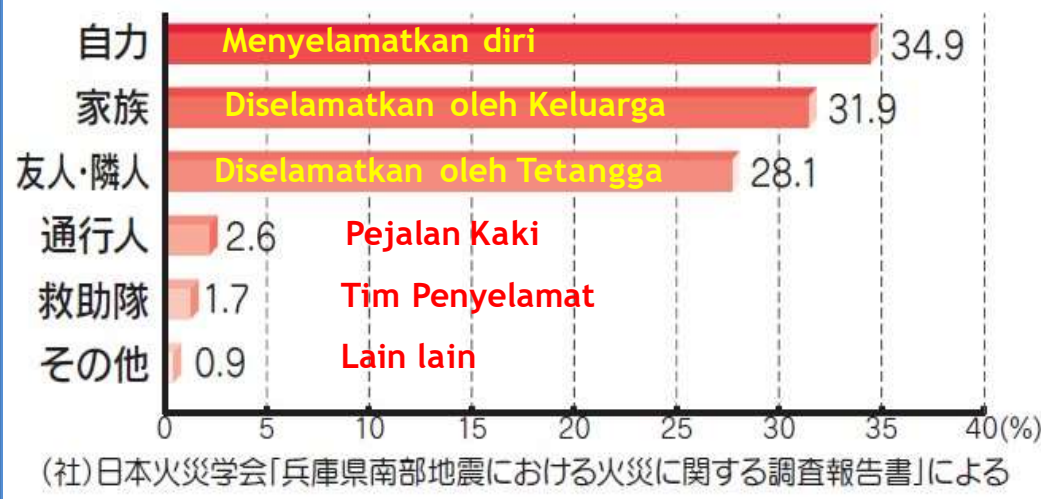 自力 Menyelamatkan diri 34.9
家族 Diselamatkan oleh Keluarga 31.9
友人・隣人 Diselamatkan oleh Tetangga 28.1
通行人 2.6 Pejalan Kaki
救助隊 1.7 Tim Penyelamat
その他 0.9 Lain lain
0 5 10 15 20 25 30 35 40(%)
(社)日本火災学会「兵庫県南部地震における火災に関する調査報告書」による